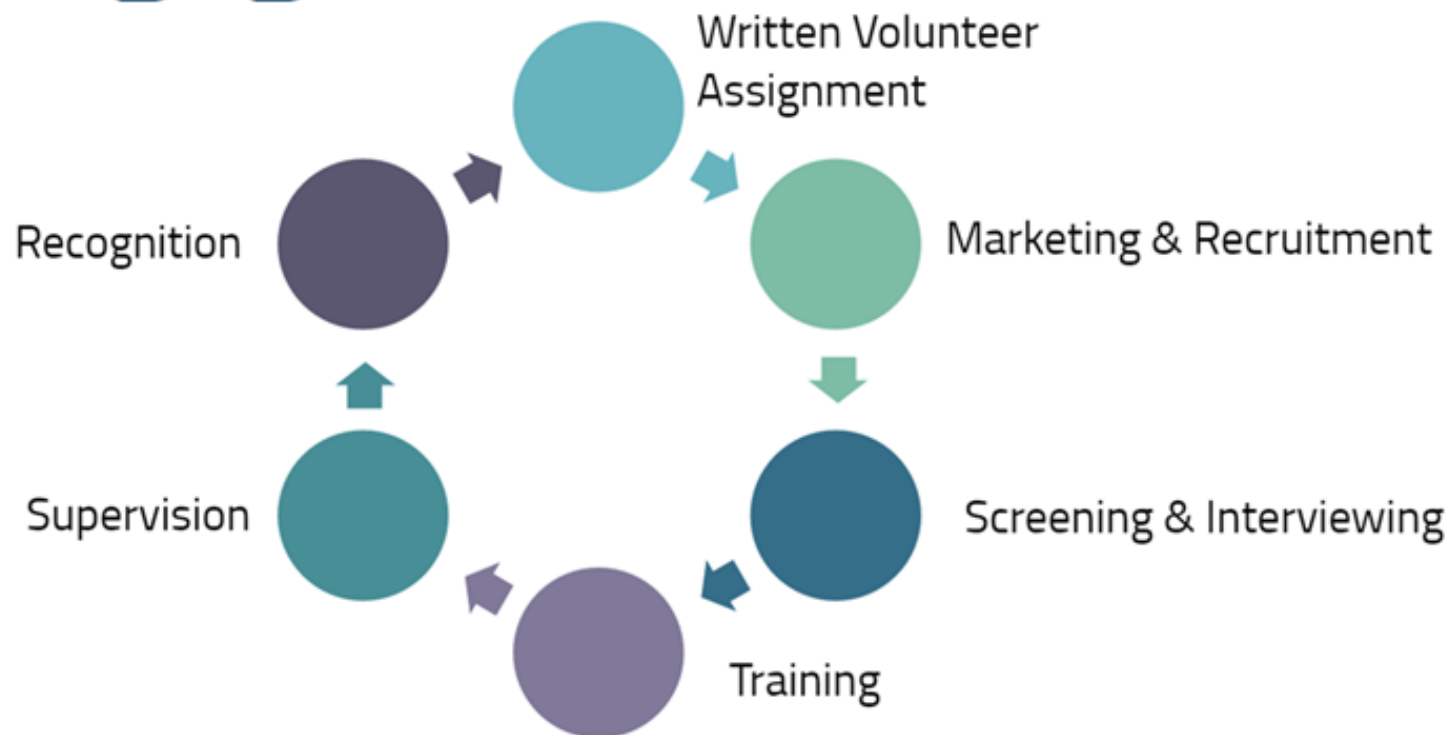 Written Volunteer
Assignment
Marketing & Recruitment
Screening & Interviewing
Training
Supervision
Recognition